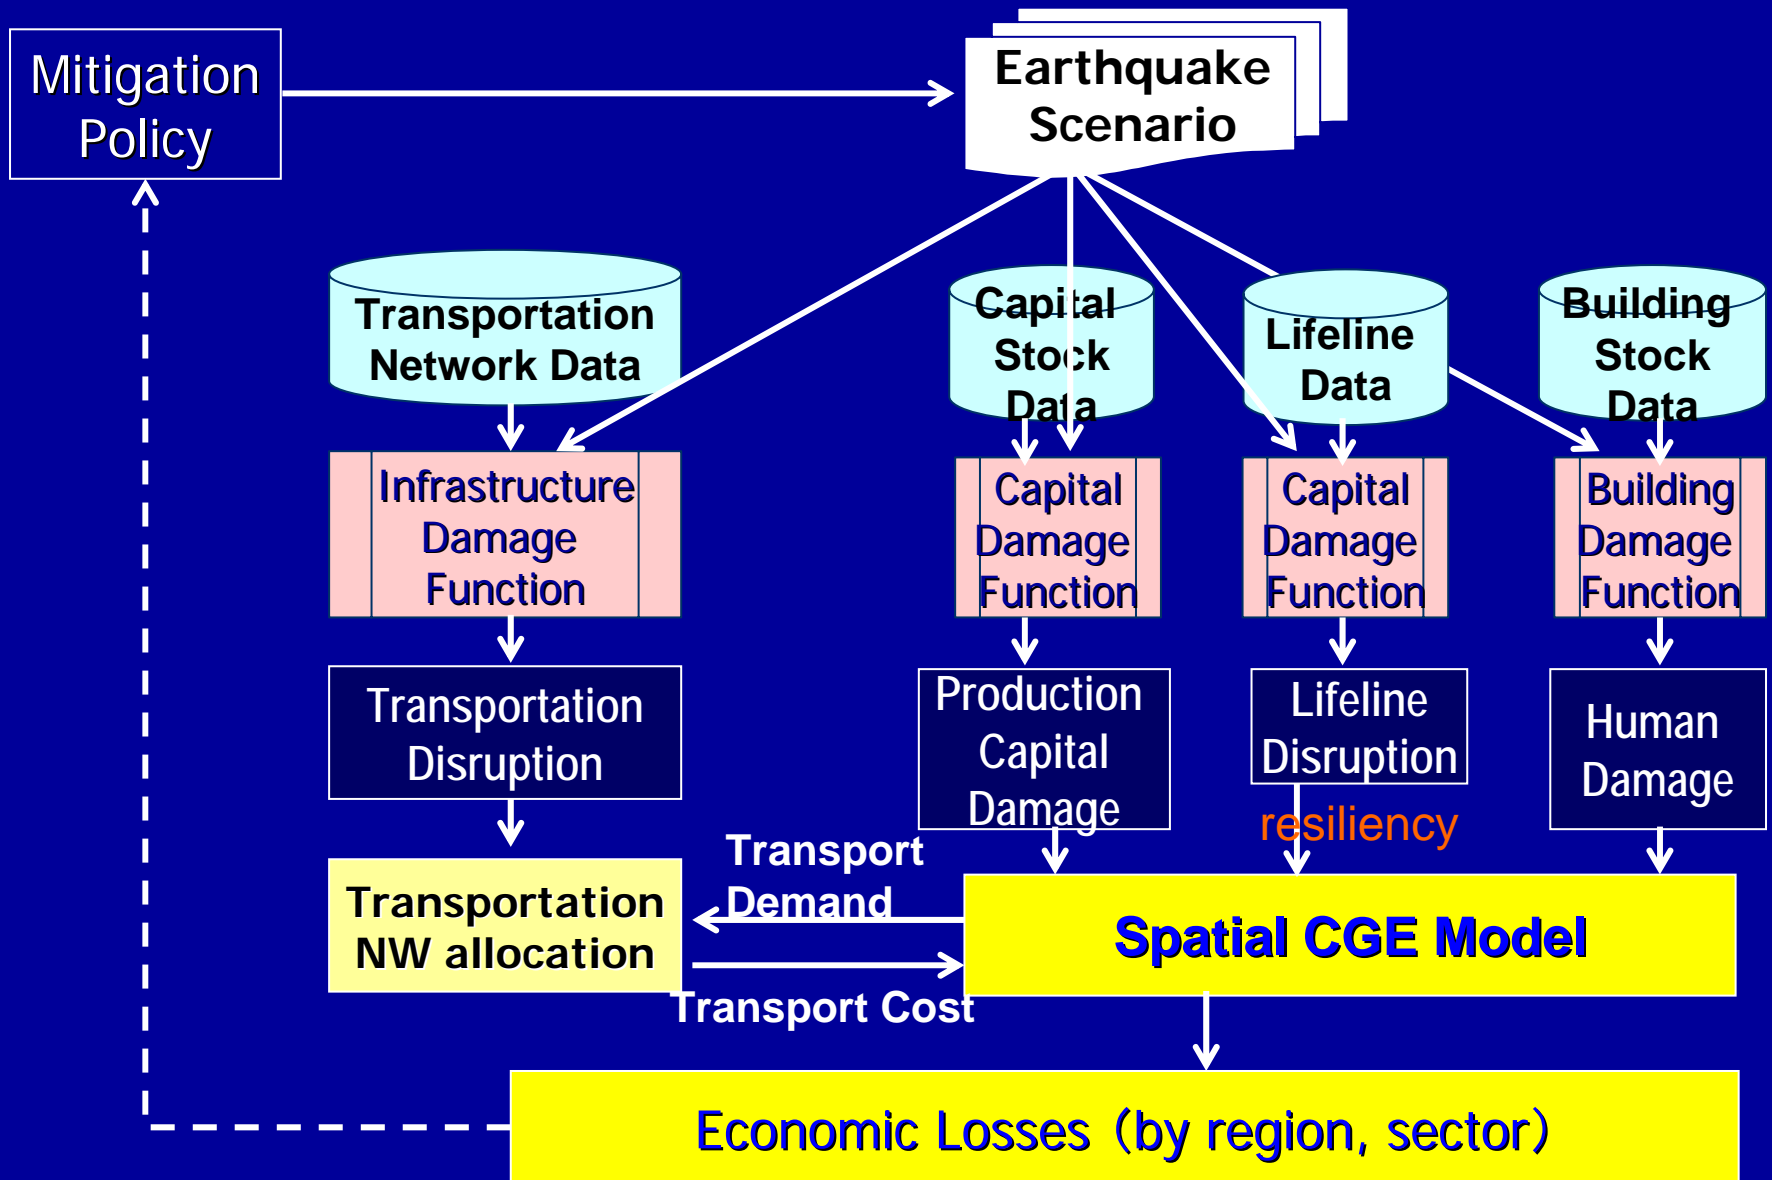 Mitigation
Policy
Earthquake
Scenario
Transportation
Network Data
Capital
Stock
Data
Lifeline
Data
Building
Stock
Data
Infrastructure
Damage
Function
Capital
Damage
Function
Capital
Damage
Function
Building
Damage
Function
Transportation
Disruption
Production
Capital
Damage
Lifeline
Disruption
Human
Damage
resiliency
Transport
Demand
Transportation
NW allocation
Spatial CGE Model
Transport Cost
Economic Losses (by region, sector)